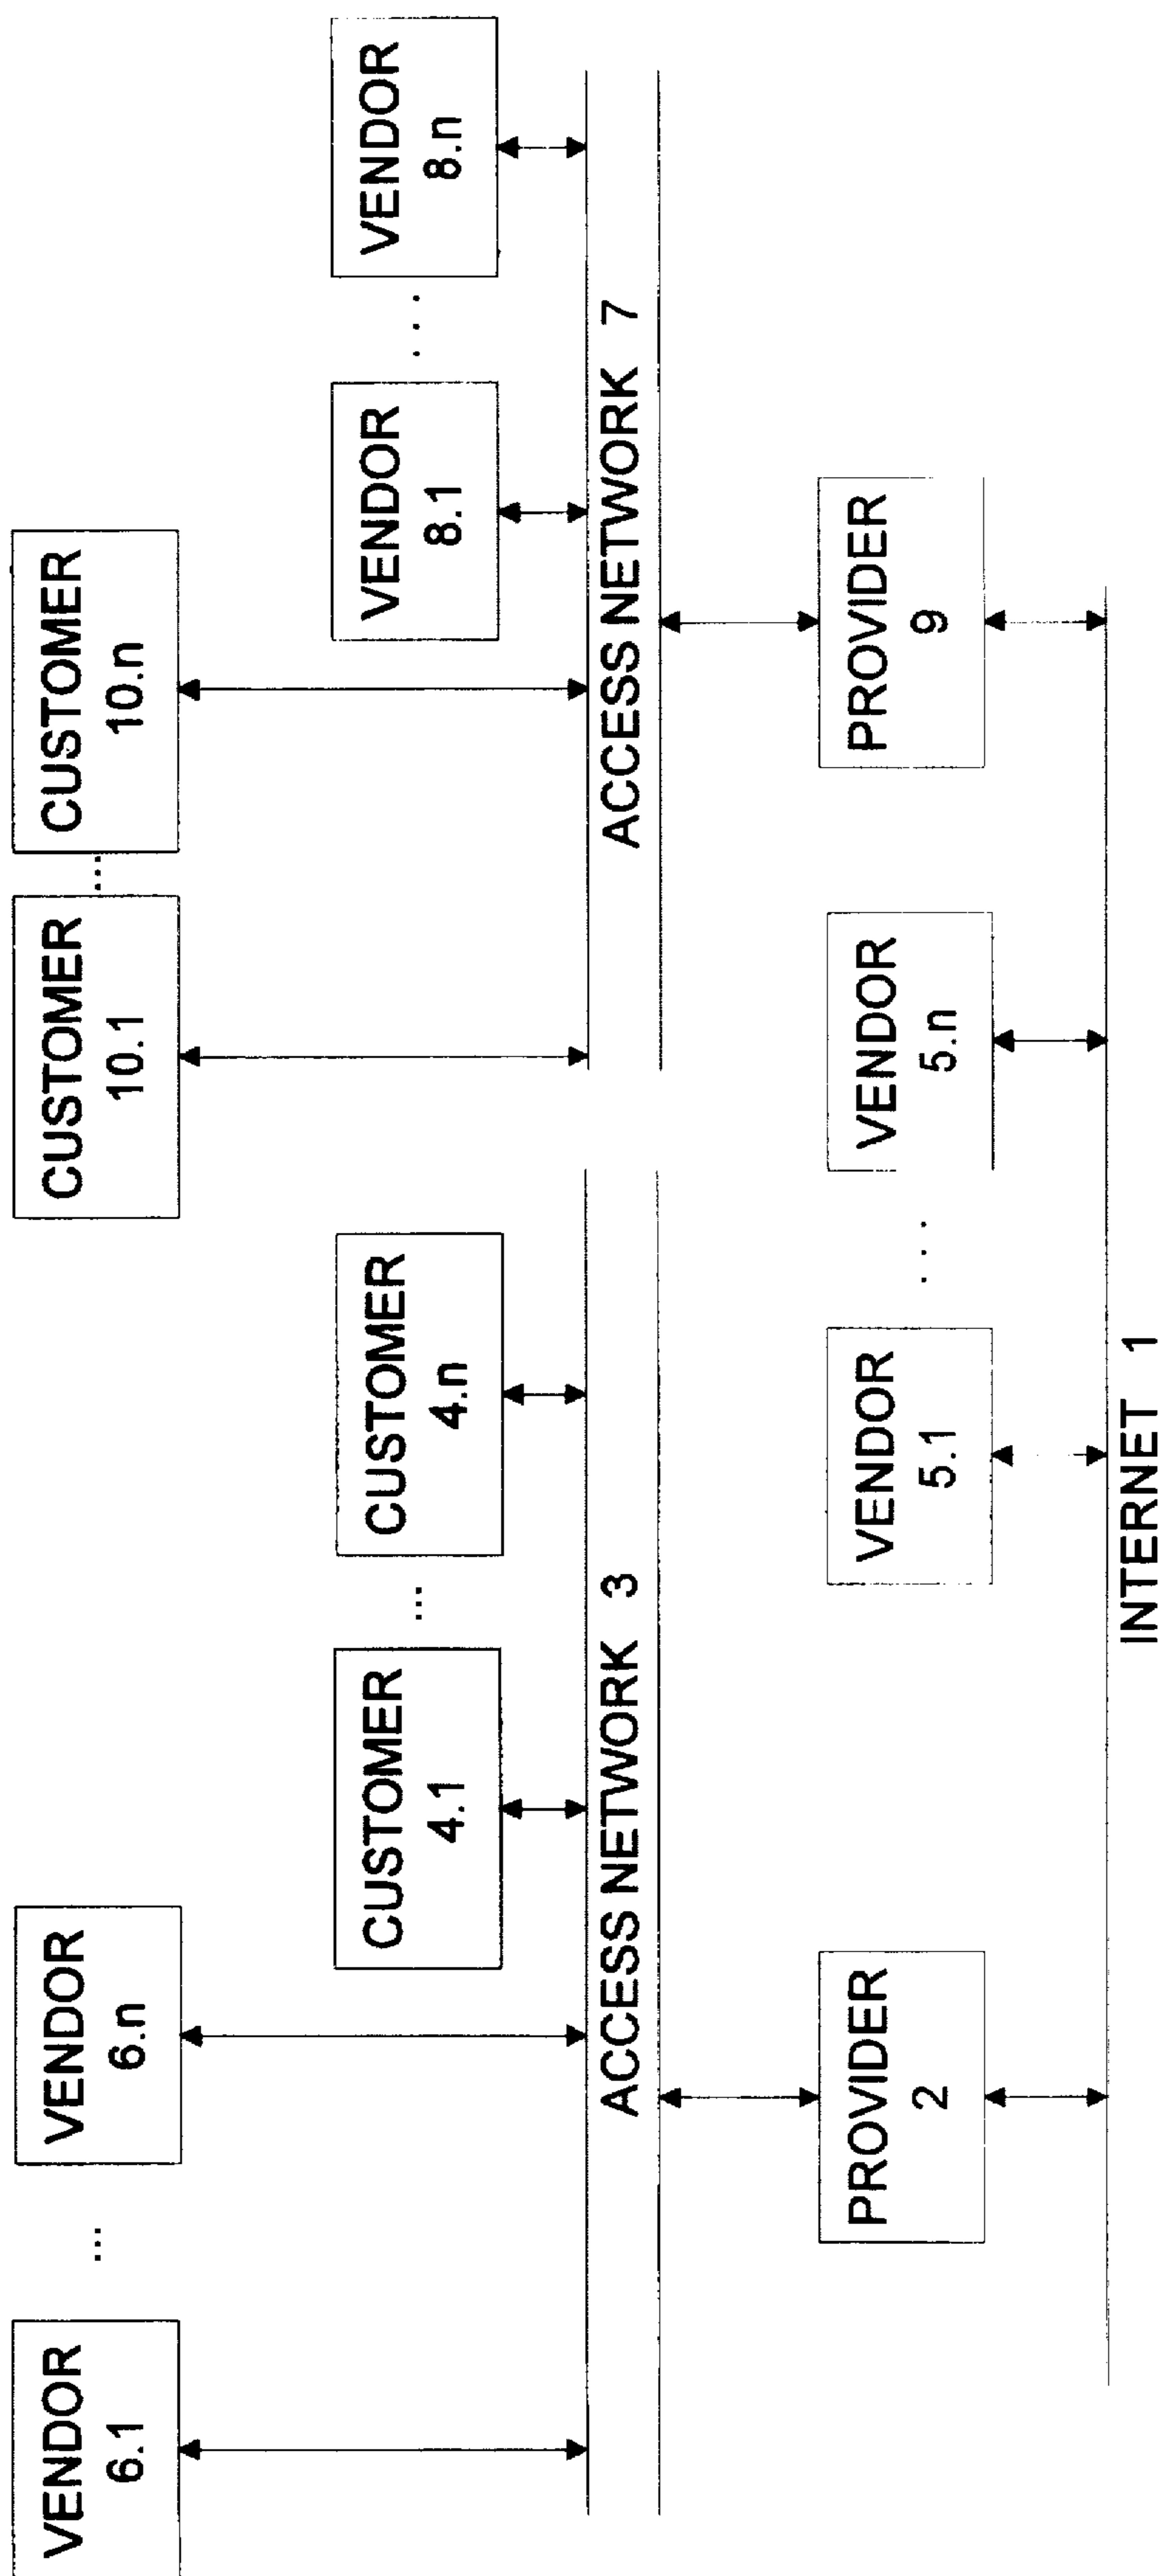 VENDOR
6.1
...
VENDOR
6.n
CUSTOMER
10.1
...
CUSTOMER
10.n
CUSTOMER
4.1
...
CUSTOMER
4.n
VENDOR
8.1
. . .
VENDOR
8.n
ACCESS NETWORK 3
ACCESS NETWORK 7
PROVIDER
2
VENDOR
5.1
. . .
VENDOR
5.n
PROVIDER
9
INTERNET 1